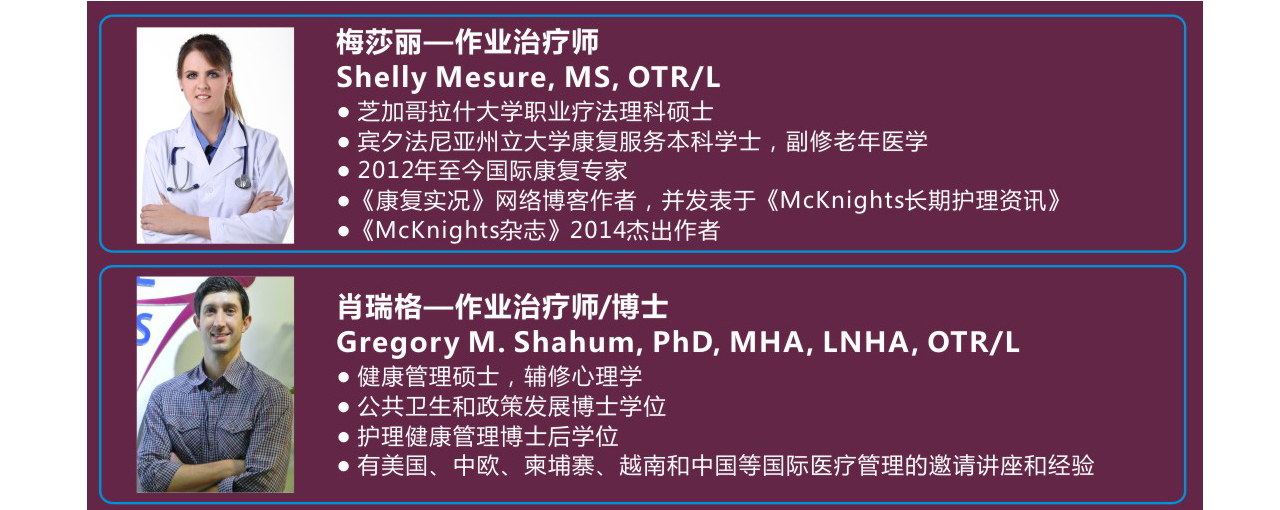 梅莎丽—作业治疗师
Shelly Mesure, MS, OTR/L
● 芝加哥拉什大学职业疗法理科硕士
● 宾夕法尼亚州立大学康复服务本科学士，副修老年医学
● 2012年至今国际康复专家
●《康复实况》网络博客作者，并发表于《McKnights长期护理资讯》
●《McKnights杂志》2014杰出作者
S
肖瑞格—作业治疗师/博士
Gregory M. Shahum, PhD, MHA, LNHA, OTR/L
● 健康管理硕士，辅修心理学
● 公共卫生和政策发展博士学位
● 护理健康管理博士后学位
● 有美国、中欧、柬埔寨、越南和中国等国际医疗管理的邀请讲座和经验